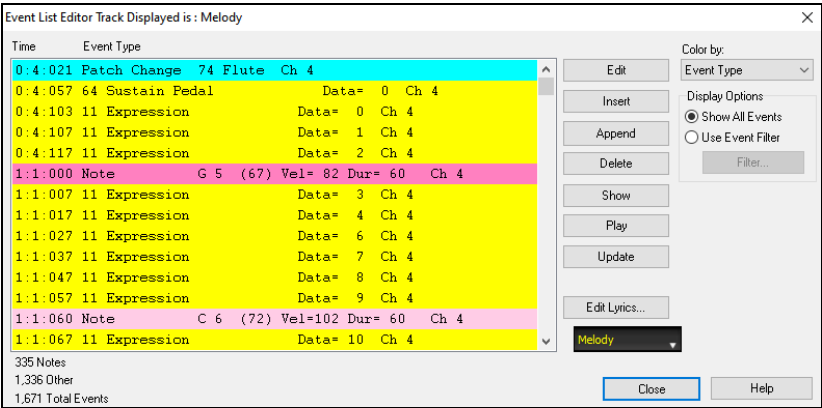 Event List Editor Track Displayed is : Melody
Time Event Type
0:4:021 Patch Change 74 Flute Ch 4
0:4:057 64 Sustain Pedal Data= 0 Ch 4
0:4:103 11 Expression Data= 0 Ch 4
0:4:107 11 Expression Data= 1 Ch 4
0:4:117 11 Expression Data= 2 Ch 4
1:1:000 Note G 5 (67) Vel= 82 Dur= 60 Ch 4
1:1:007 11 Expression Data= 3 Ch 4
1:1:017 11 Expression Data= 4 Ch 4
1:1:027 11 Expression Data= 6 Ch 4
1:1:037 11 Expression Data= 7 Ch 4
1:1:047 11 Expression Data= 8 Ch 4
1:1:057 11 Expression Data= 9 Ch 4
1:1:060 Note C 6 (72) Vel=102 Dur= 60 Ch 4
1:1:067 11 Expression Data= 10 Ch 4
335 Notes
1,336 Other
1,671 Total Events
Edit
Insert
Append
Delete
Show
Play
Update
Edit Lyrics...
Melody
Color by:
Event Type
Display Options
Show All Events
Use Event Filter
Filter...
Close
Help